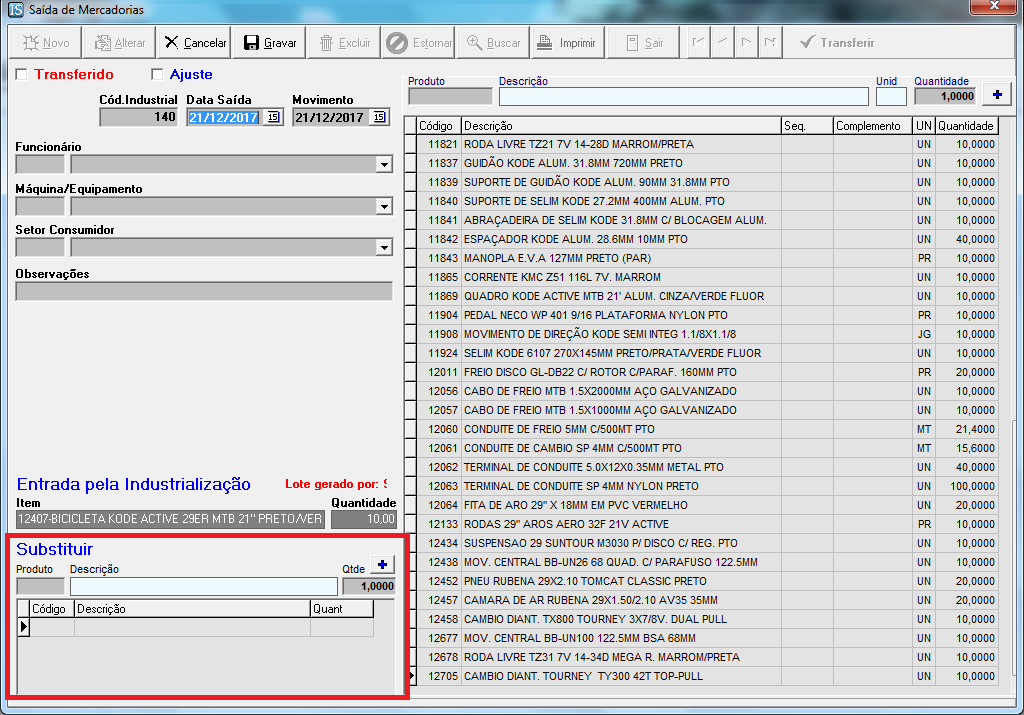 IS Saída de Mercadorias
Novo Alterar Cancelar Gravar Excluir Estornar Buscar Imprimir Sair Transferir
Transferido Ajuste
Cód.Industrial Data Saída Movimento
140 21/12/2017 15 21/12/2017 15
Funcionário
Máquina/Equipamento
Setor Consumidor
Observações
Entrada pela Industrialização Lote gerado por: S
Item Quantidade
12407-BICICLETA KODE ACTIVE 29ER MTB 21" PRETO/VER 10,00
Substituir
Produto Descrição Qtde
1,0000
Código Descrição Quant
Produto Descrição Unid Quantidade
1,0000
Código Descrição Seq. Complemento UN Quantidade
11821 RODA LIVRE TZ21 7V 14-28D MARROM/PRETA UN 10,0000
11837 GUIDÃO KODE ALUM. 31.8MM 720MM PRETO UN 10,0000
11839 SUPORTE DE GUIDÃO KODE ALUM. 90MM 31.8MM PTO UN 10,0000
11840 SUPORTE DE SELIM KODE 27.2MM 400MM ALUM. PTO UN 10,0000
11841 ABRAÇADEIRA DE SELIM KODE 31.8MM C/ BLOCAGEM ALUM. UN 10,0000
11842 ESPAÇADOR KODE ALUM. 28.6MM 10MM PTO UN 40,0000
11843 MANOPLA E.V.A 127MM PRETO (PAR) PR 10,0000
11865 CORRENTE KMC Z51 116L 7V. MARROM UN 10,0000
11869 QUADRO KODE ACTIVE MTB 21' ALUM. CINZA/VERDE FLUOR UN 10,0000
11904 PEDAL NECO WP 401 9/16 PLATAFORMA NYLON PTO PR 10,0000
11908 MOVIMENTO DE DIREÇÃO KODE SEMI INTEG 1.1/8X1.1/8 JG 10,0000
11924 SELIM KODE 6107 270X145MM PRETO/PRATA/VERDE FLUOR UN 10,0000
12011 FREIO DISCO GL-DB22 C/ ROTOR C/PARAF. 160MM PTO PR 20,0000
12056 CABO DE FREIO MTB 1.5X2000MM AÇO GALVANIZADO UN 10,0000
12057 CABO DE FREIO MTB 1.5X1000MM AÇO GALVANIZADO UN 10,0000
12060 CONDUITE DE FREIO 5MM C/500MT PTO MT 21,4000
12061 CONDUITE DE CAMBIO SP 4MM C/500MT PTO MT 15,6000
12062 TERMINAL DE CONDUITE 5.0X12X0.35MM METAL PTO UN 40,0000
12063 TERMINAL DE CONDUITE SP 4MM NYLON PRETO UN 100,0000
12064 FITA DE ARO 29" X 18MM EM PVC VERMELHO UN 20,0000
12133 RODAS 29" AROS AERO 32F 21V ACTIVE PR 10,0000
12434 SUSPENSAO 29 SUNTOUR M3030 P/ DISCO C/ REG. PTO UN 10,0000
12438 MOV. CENTRAL BB-UN26 68 QUAD. C/ PARAFUSO 122.5MM UN 10,0000
12452 PNEU RUBENA 29X2.10 TOMCAT CLASSIC PRETO UN 20,0000
12457 CAMARA DE AR RUBENA 29X1.50/2.10 AV35 35MM UN 20,0000
12458 CAMBIO DIANT. TX800 TOURNEY 3X7/8V. DUAL PULL UN 10,0000
12677 MOV. CENTRAL BB-UN100 122.5MM BSA 68MM UN 10,0000
12678 RODA LIVRE TZ31 7V 14-34D MEGA R. MARROM/PRETA UN 10,0000
12705 CAMBIO DIANT. TOURNEY TY300 42T TOP-PULL UN 10,0000